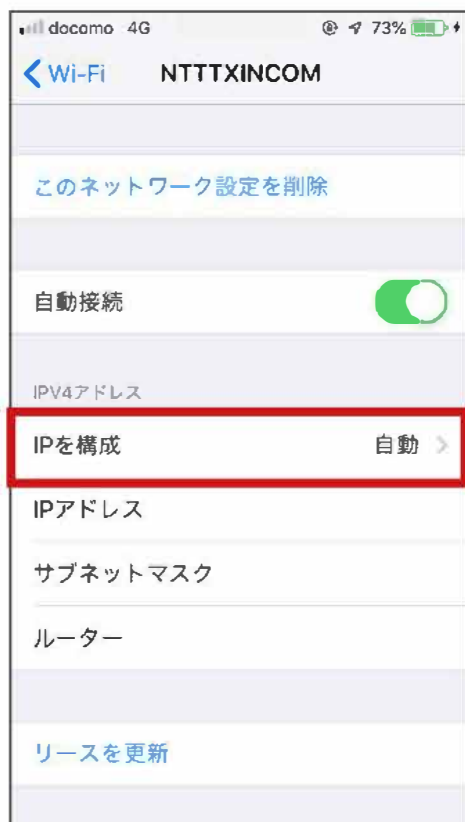 docomo 4G 73%
Wi-Fi NTTTXINCOM
このネットワーク設定を削除
自動接続
IPV4アドレス
IPを構成 自動
IPアドレス
サブネットマスク
ルーター
リースを更新